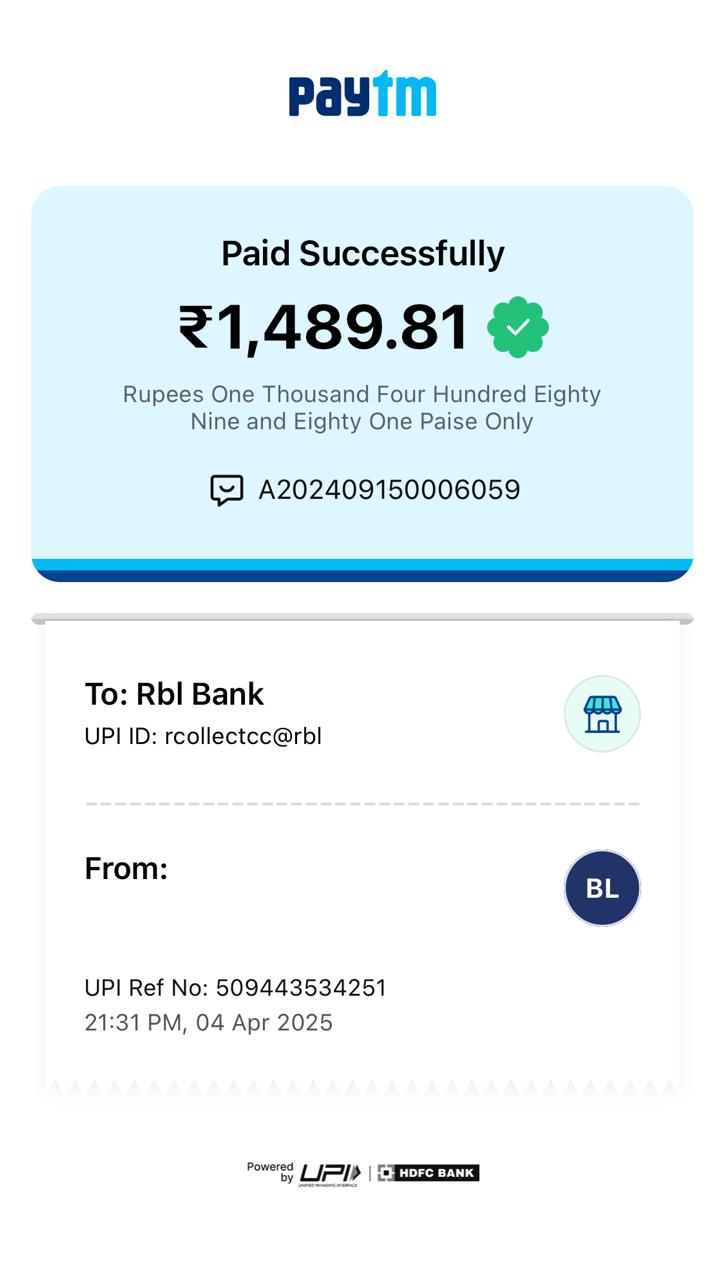 paytm
Paid Successfully
₹1,489.81
Rupees One Thousand Four Hundred Eighty
Nine and Eighty One Paise Only
A202409150006059
To: Rbl Bank
UPI ID: rcollectcc@rbl
From:
BL
UPI Ref No: 509443534251
21:31 PM, 04 Apr 2025
Powered
by
UPI
UNIFIED PAYMENTS INTERFACE
HDFC BANK